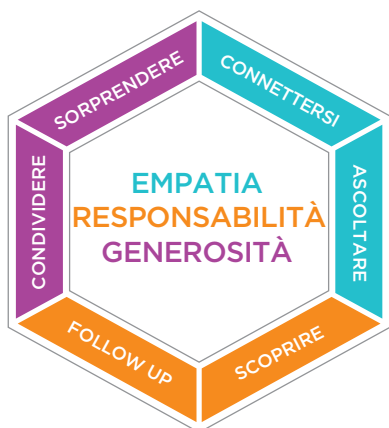 SORPRENDERE
CONNETTERSI
CONDIVIDERE
EMPATIA
RESPONSABILITÀ
GENEROSITÀ
ASCOLTARE
FOLLOW UP
SCOPRIRE